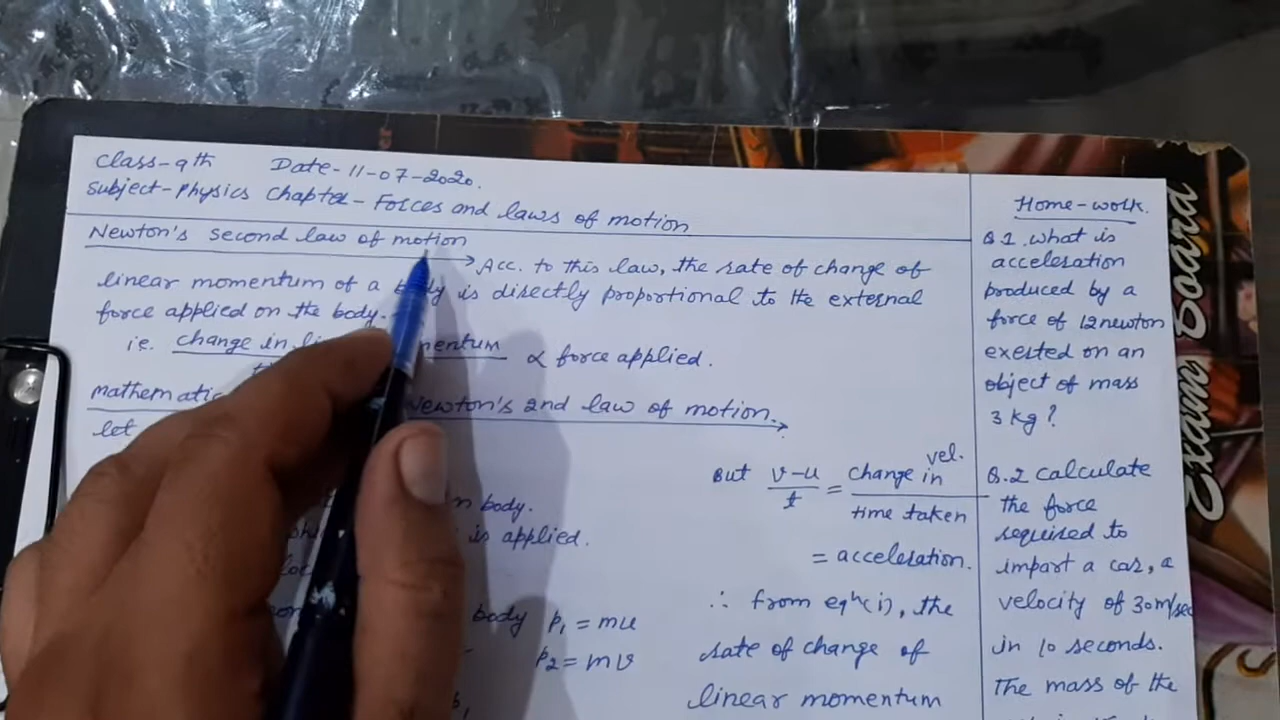 Class-9th Date-11-07-2020.
Subject-Physics Chapter- Forces and laws of motion
Newton's second law of motion
Acc. to this law, the rate of change of
linear momentum of a body is directly proportional to the external
force applied on the body.
i.e. change in mentum ∝ force applied.
mathematic Newton's 2nd law of motion.
let
n body.
is applied.
body p₁ = mu
p₂ = mv
But v-u/t = change in vel./time taken
= acceleration.
∴ from eqⁿ(i), the
rate of change of
linear momentum
Home-work.
Q.1 what is
acceleration
produced by a
force of 12newton
exerted on an
object of mass
3 kg?
Q.2 calculate
the force
required to
impart a car, a
velocity of 30m/sec
in 10 seconds.
The mass of the
Exam Board